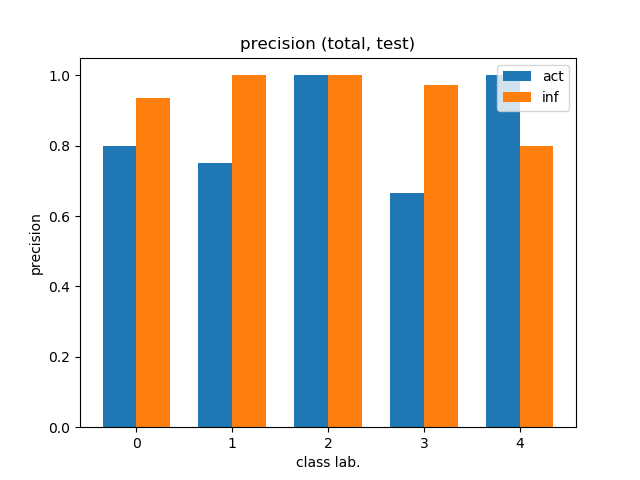 precision (total, test)
act
inf
precision
1.0
0.8
0.6
0.4
0.2
0.0
0 1 2 3 4
class lab.